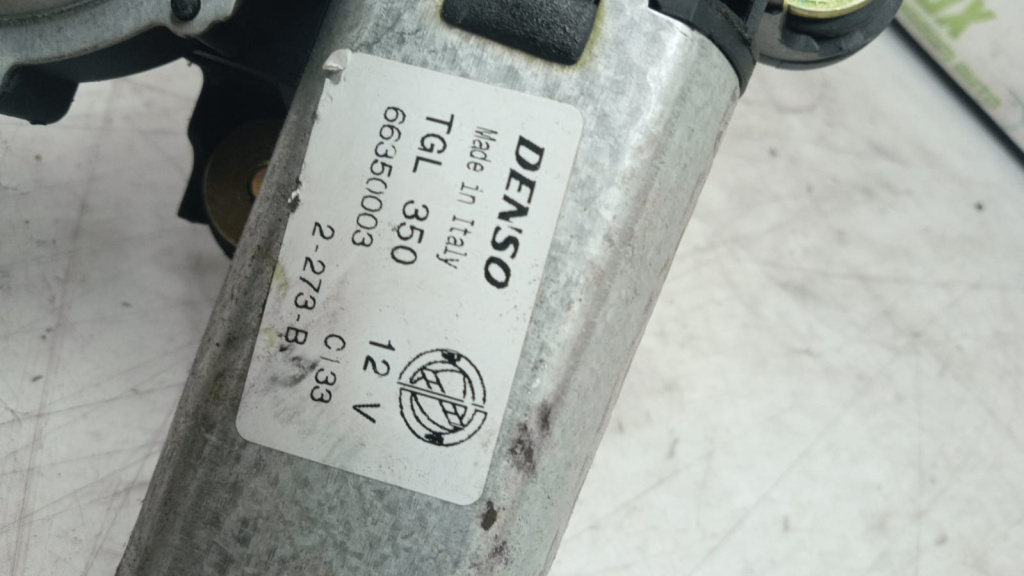 DENSO
Made in Italy
TGL 350 12 V
66350003 C133
2-273-B